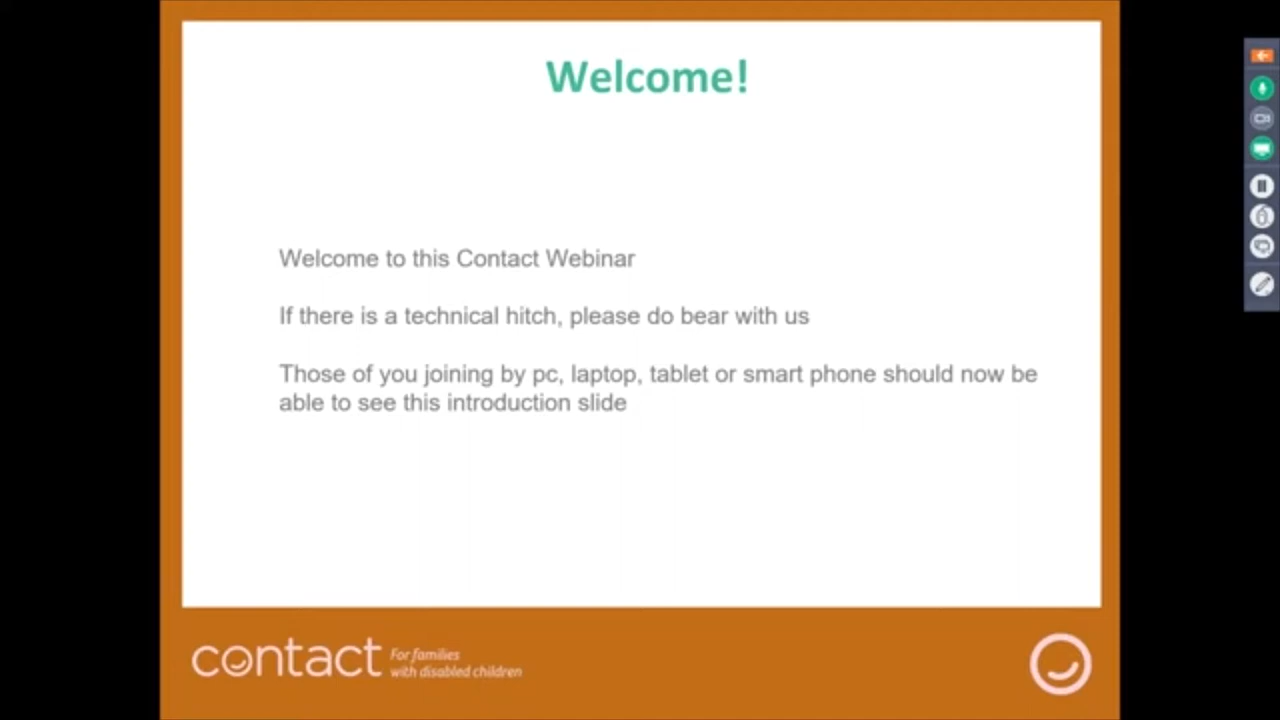 Welcome!
Welcome to this Contact Webinar
If there is a technical hitch, please do bear with us
Those of you joining by pc, laptop, tablet or smart phone should now be
able to see this introduction slide
contact
For families
with disabled children